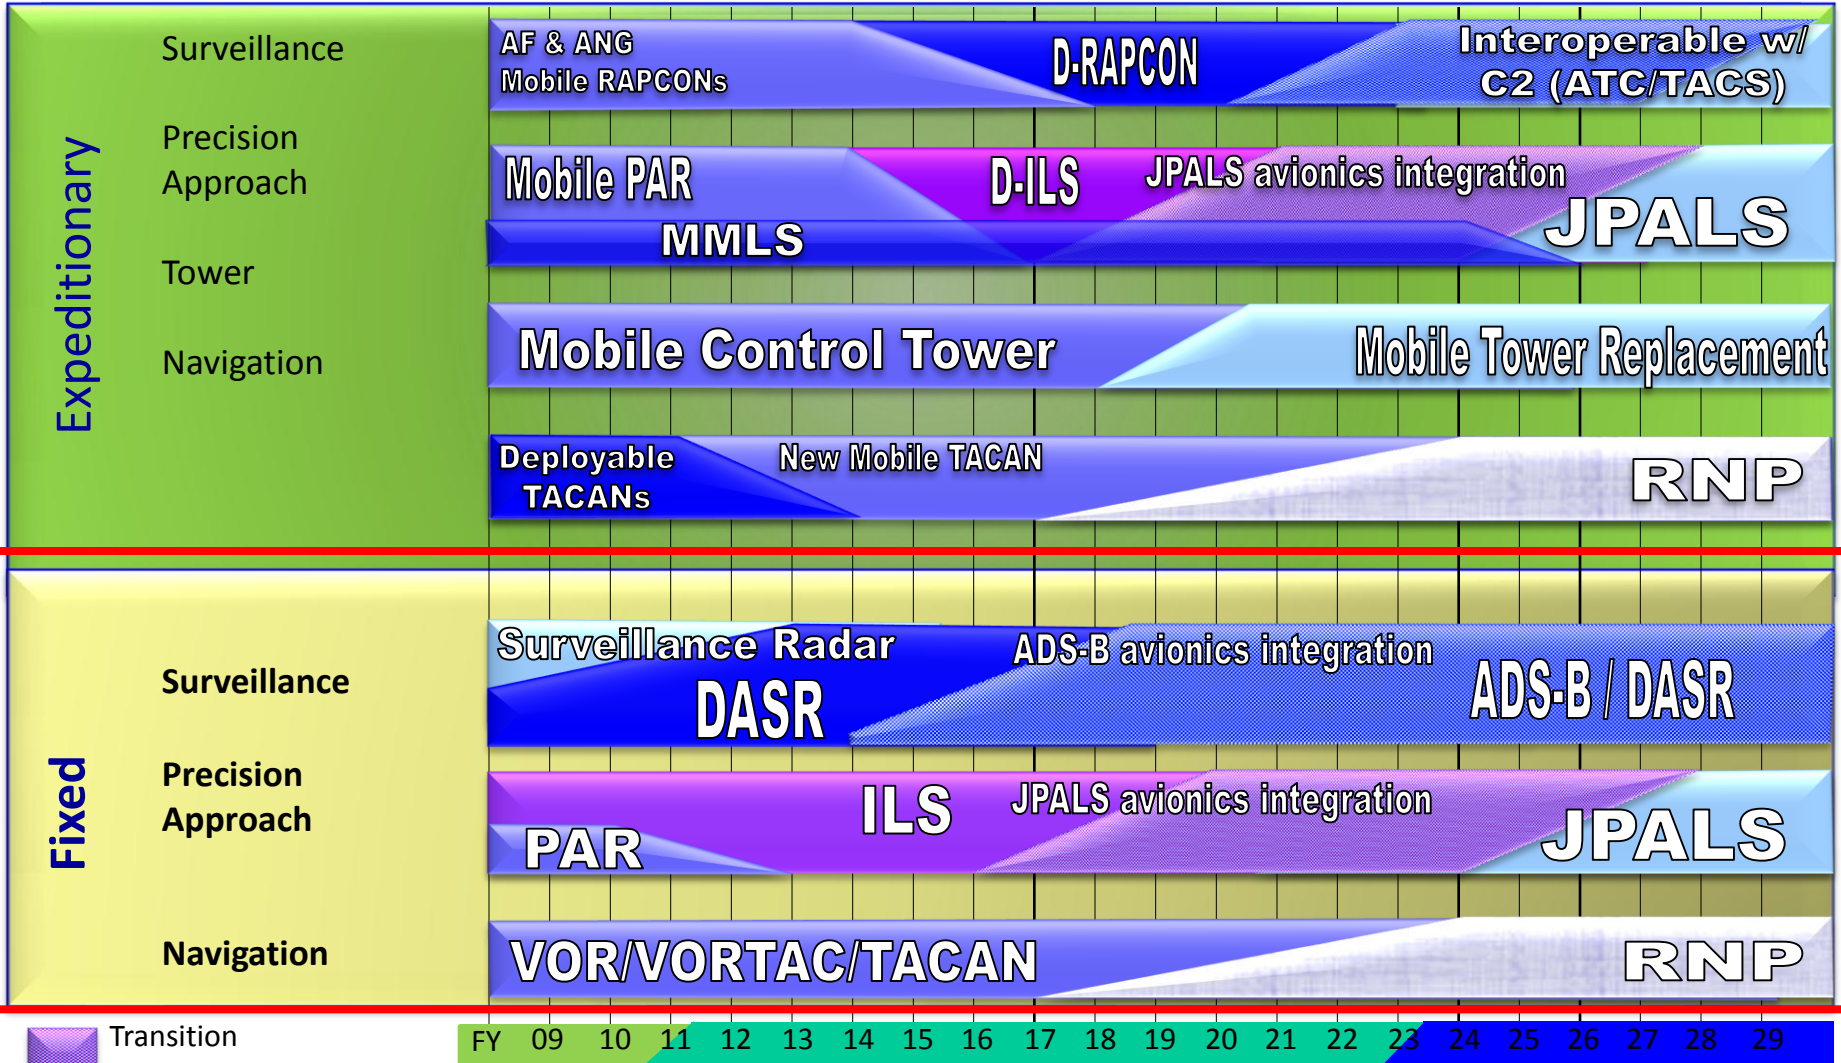 Expeditionary
Surveillance
AF & ANG
Mobile RAPCONs
D-RAPCON
Interoperable w/
C2 (ATC/TACS)
Precision
Approach
Mobile PAR
D-ILS
JPALS avionics integration
JPALS
MMLS
Tower
Mobile Control Tower
Mobile Tower Replacement
Navigation
Deployable
TACANs
New Mobile TACAN
RNP
Fixed
Surveillance
Surveillance Radar
DASR
ADS-B avionics integration
ADS-B / DASR
Precision
Approach
PAR
ILS
JPALS avionics integration
JPALS
Navigation
VOR/VORTAC/TACAN
RNP
Transition
FY 09 10 11 12 13 14 15 16 17 18 19 20 21 22 23 24 25 26 27 28 29